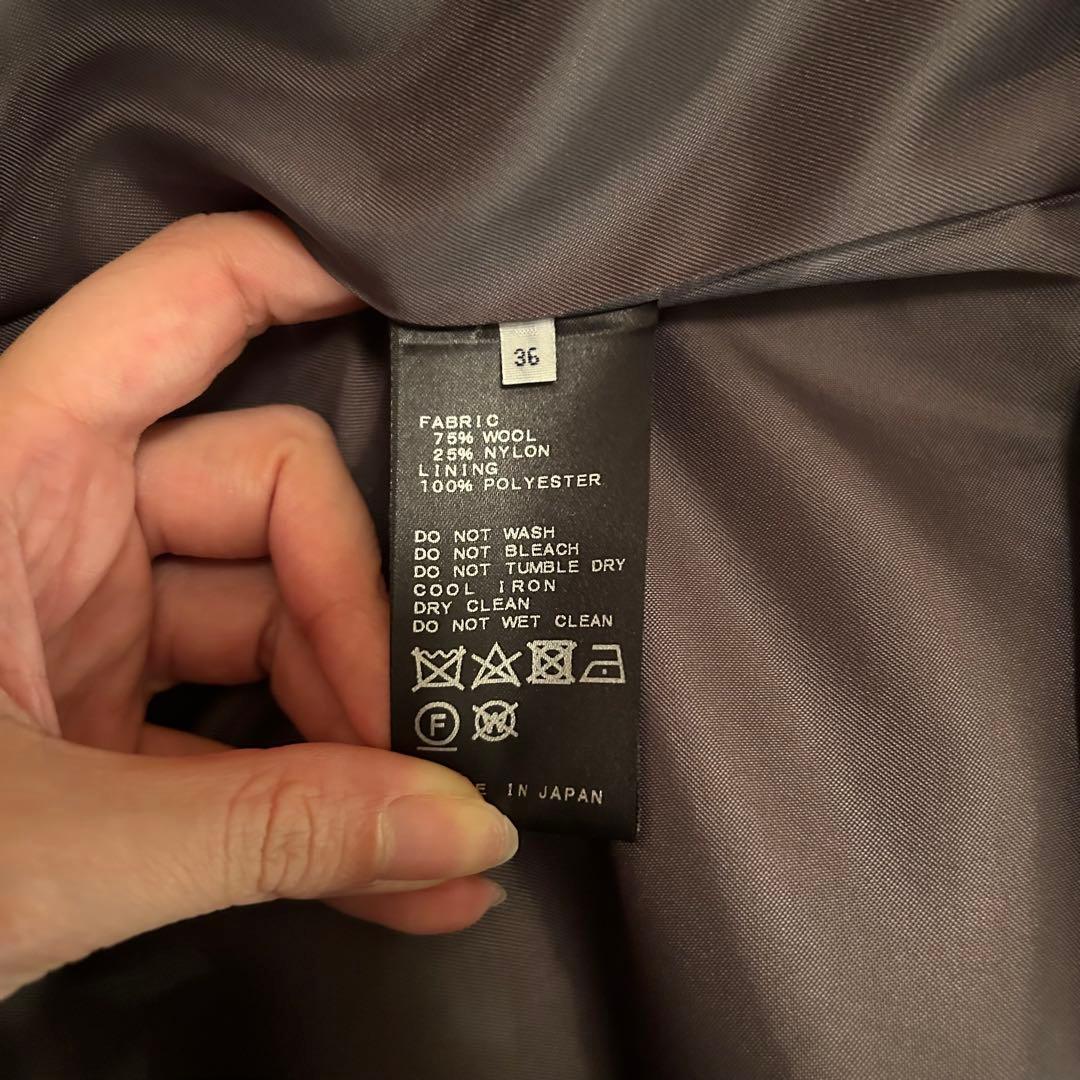 36
FABRIC
75% WOOL
25% NYLON
LINING
100% POLYESTER
DO NOT WASH
DO NOT BLEACH
DO NOT TUMBLE DRY
COOL IRON
DRY CLEAN
DO NOT WET CLEAN
F W
E IN JAPAN